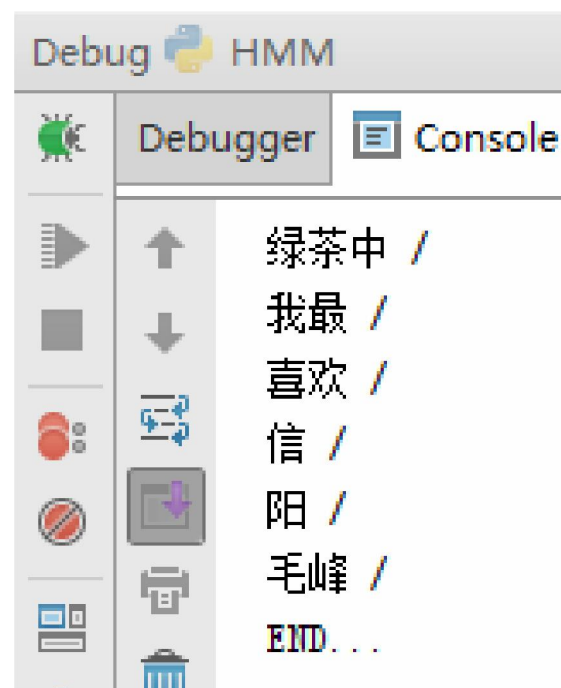 Debug HMM
Debugger Console
绿茶中 /
我最 /
喜欢 /
信 /
阳 /
毛峰 /
END...